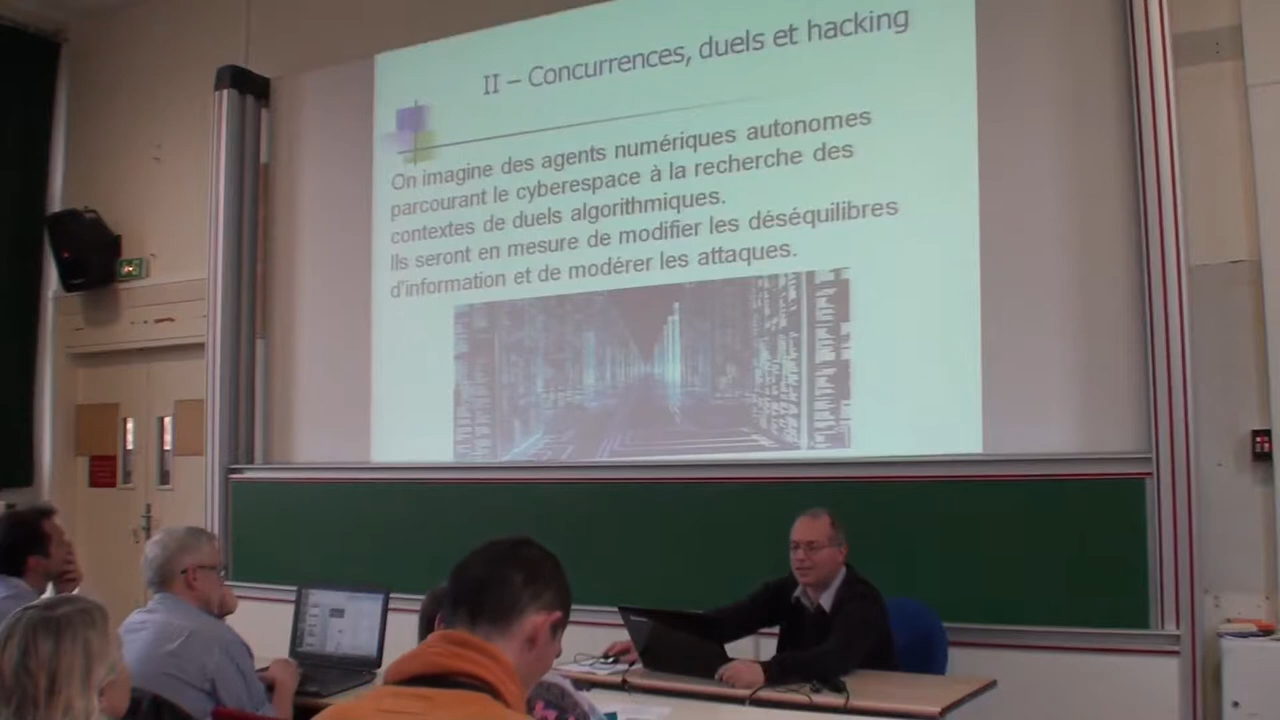 II – Concurrences, duels et hacking
On imagine des agents numériques autonomes
parcourant le cyberespace à la recherche des
contextes de duels algorithmiques.
Ils seront en mesure de modifier les déséquilibres
d'information et de modérer les attaques.